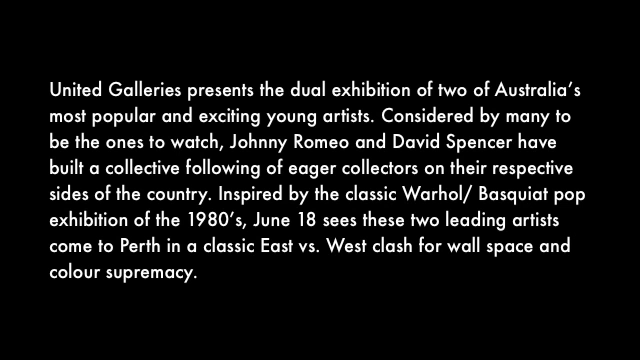 United Galleries presents the dual exhibition of two of Australia's
most popular and exciting young artists. Considered by many to
be the ones to watch, Johnny Romeo and David Spencer have
built a collective following of eager collectors on their respective
sides of the country. Inspired by the classic Warhol/ Basquiat pop
exhibition of the 1980's, June 18 sees these two leading artists
come to Perth in a classic East vs. West clash for wall space and
colour supremacy.